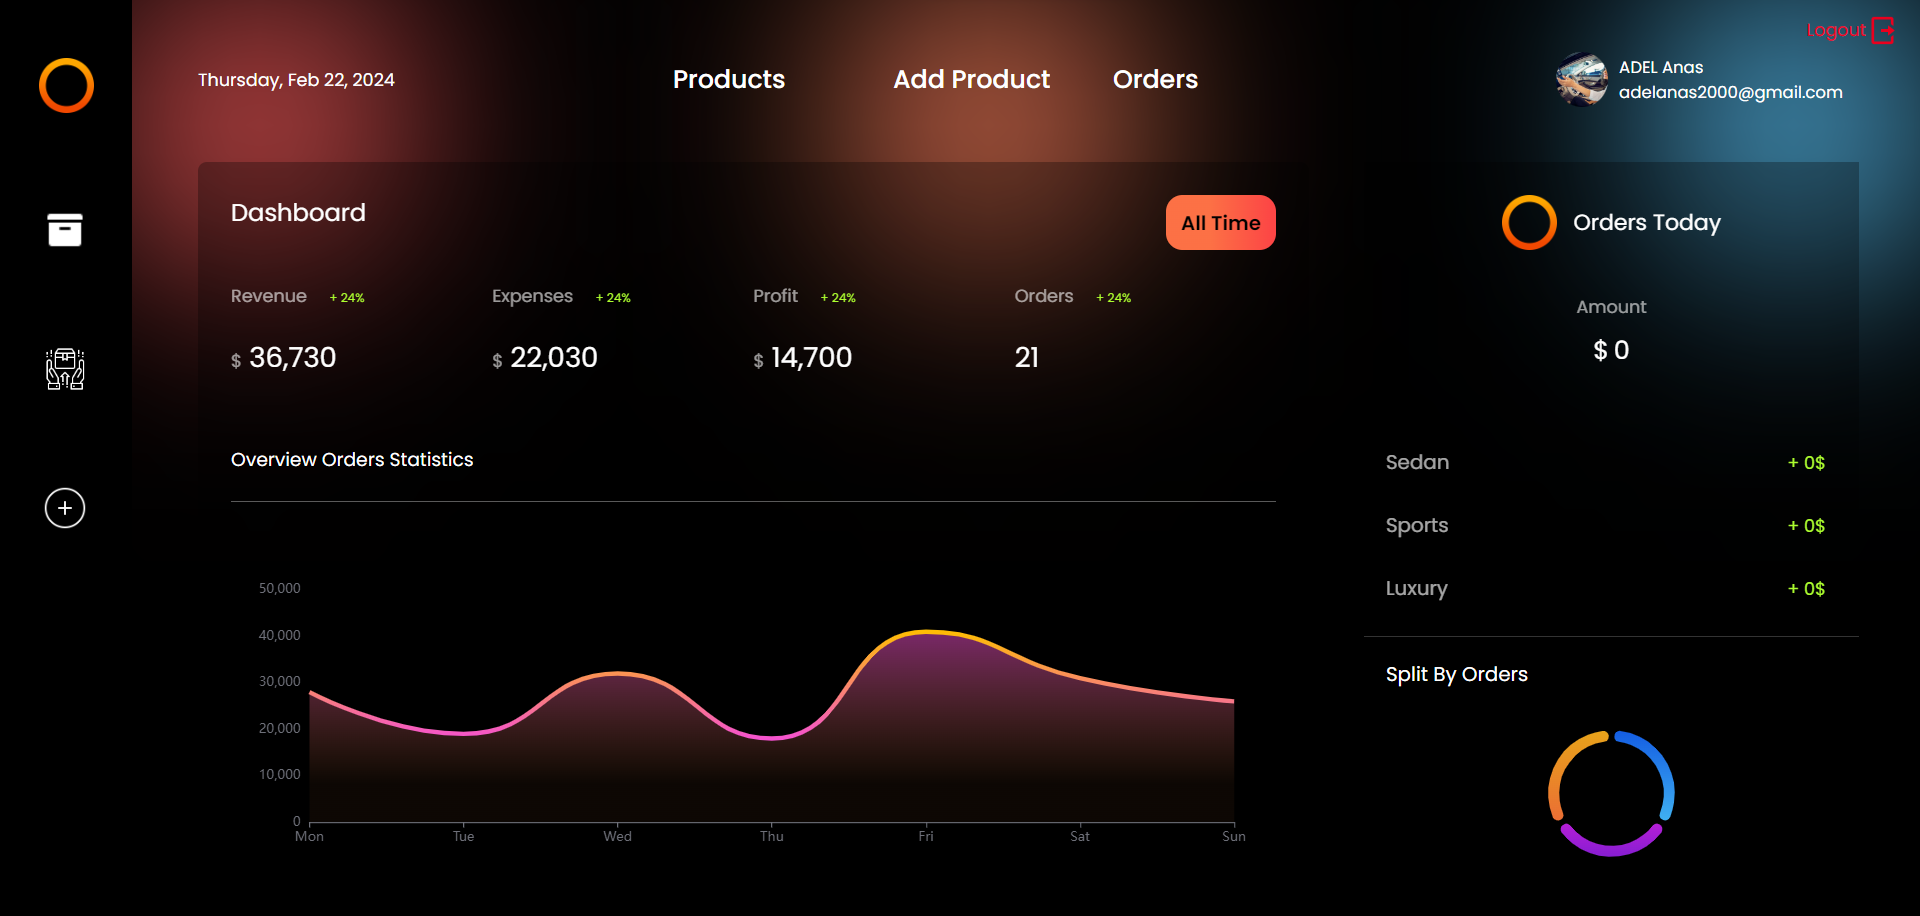 Logout
Thursday, Feb 22, 2024
Products
Add Product
Orders
ADEL Anas
adelanas2000@gmail.com
Dashboard
All Time
Revenue + 24%
$ 36,730
Expenses + 24%
$ 22,030
Profit + 24%
$ 14,700
Orders + 24%
21
Overview Orders Statistics
50,000
40,000
30,000
20,000
10,000
0
Mon Tue Wed Thu Fri Sat Sun
Orders Today
Amount
$ 0
Sedan + 0$
Sports + 0$
Luxury + 0$
Split By Orders